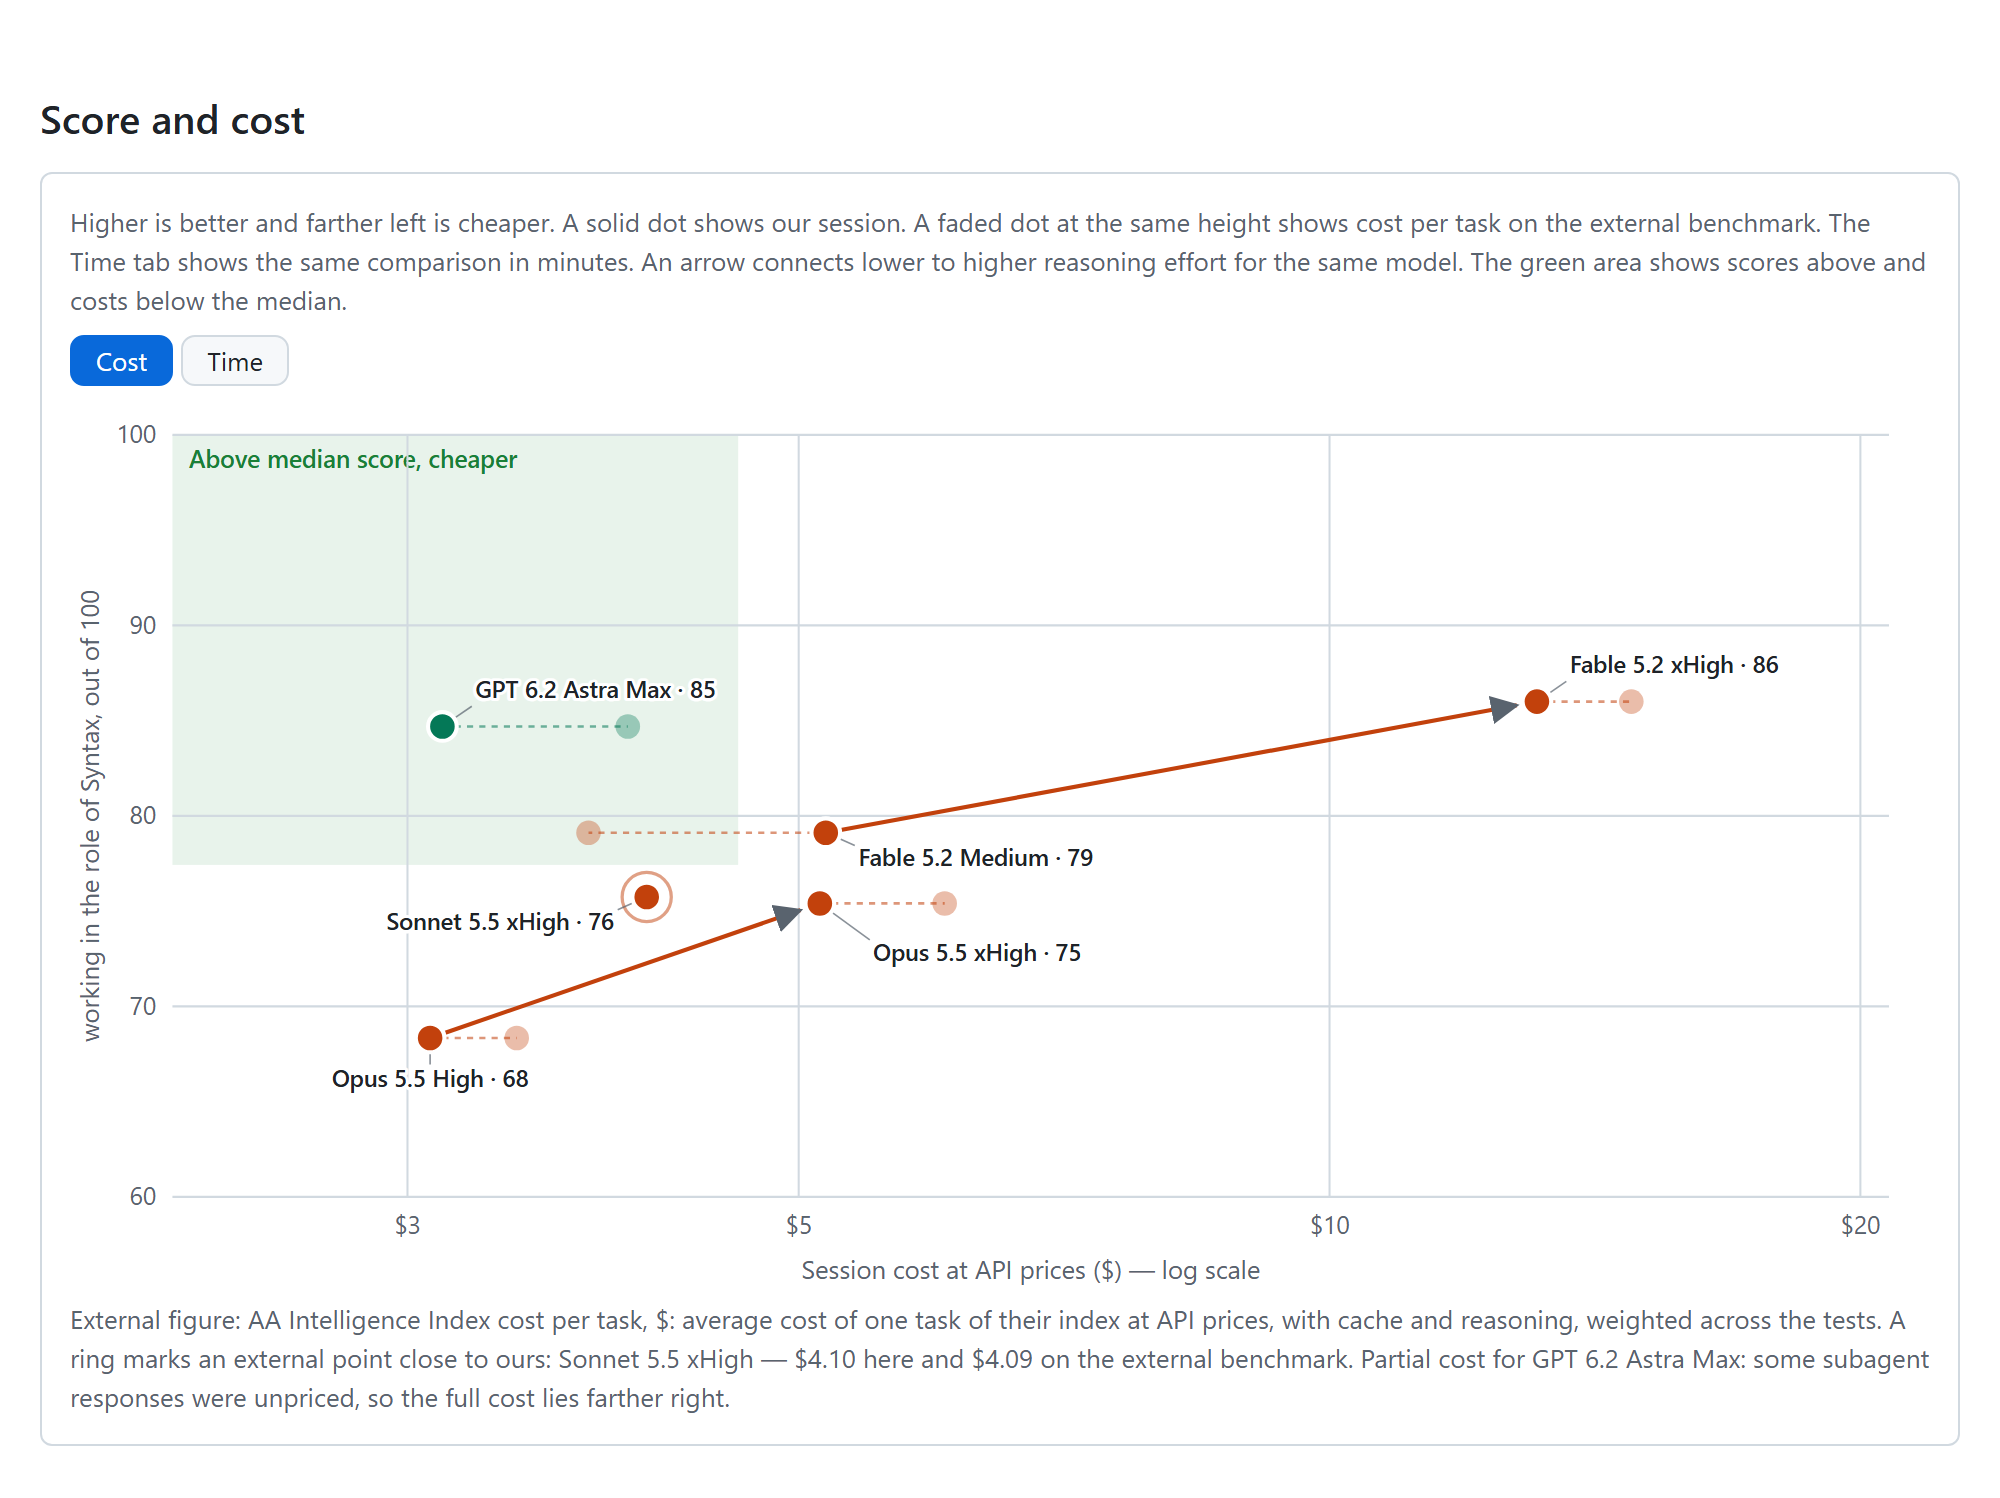 Score and cost
Higher is better and farther left is cheaper. A solid dot shows our session. A faded dot at the same height shows cost per task on the external benchmark. The
Time tab shows the same comparison in minutes. An arrow connects lower to higher reasoning effort for the same model. The green area shows scores above and
costs below the median.
Cost
Time
100
Above median score, cheaper
90
80
70
60
working in the role of Syntax, out of 100
Fable 5.2 xHigh · 86
GPT 6.2 Astra Max · 85
Fable 5.2 Medium · 79
Sonnet 5.5 xHigh · 76
Opus 5.5 xHigh · 75
Opus 5.5 High · 68
$3
$5
$10
$20
Session cost at API prices ($) — log scale
External figure: AA Intelligence Index cost per task, $: average cost of one task of their index at API prices, with cache and reasoning, weighted across the tests. A
ring marks an external point close to ours: Sonnet 5.5 xHigh — $4.10 here and $4.09 on the external benchmark. Partial cost for GPT 6.2 Astra Max: some subagent
responses were unpriced, so the full cost lies farther right.